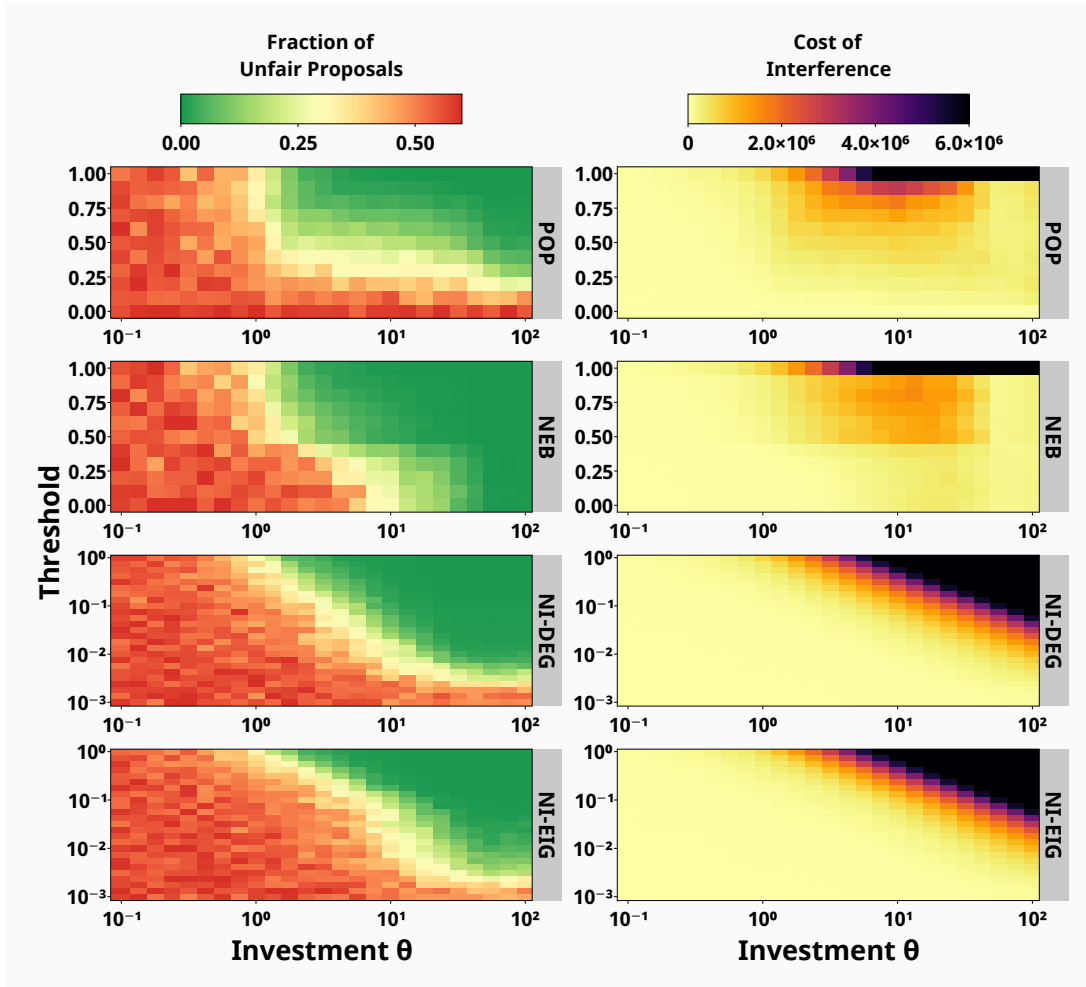 Fraction of
Unfair Proposals
0.00 0.25 0.50
Cost of
Interference
0 2.0×10⁶ 4.0×10⁶ 6.0×10⁶
Threshold
1.00
0.75
0.50
0.25
0.00
10⁻¹ 10⁰ 10¹ 10²
POP
1.00
0.75
0.50
0.25
0.00
10⁻¹ 10⁰ 10¹ 10²
POP
1.00
0.75
0.50
0.25
0.00
10⁻¹ 10⁰ 10¹ 10²
NEB
1.00
0.75
0.50
0.25
0.00
10⁻¹ 10⁰ 10¹ 10²
NEB
10⁰
10⁻¹
10⁻²
10⁻³
10⁻¹ 10⁰ 10¹ 10²
NI-DEG
10⁰
10⁻¹
10⁻²
10⁻³
10⁻¹ 10⁰ 10¹ 10²
NI-DEG
10⁰
10⁻¹
10⁻²
10⁻³
10⁻¹ 10⁰ 10¹ 10²
NI-EIG
10⁰
10⁻¹
10⁻²
10⁻³
10⁻¹ 10⁰ 10¹ 10²
NI-EIG
Investment θ
Investment θ